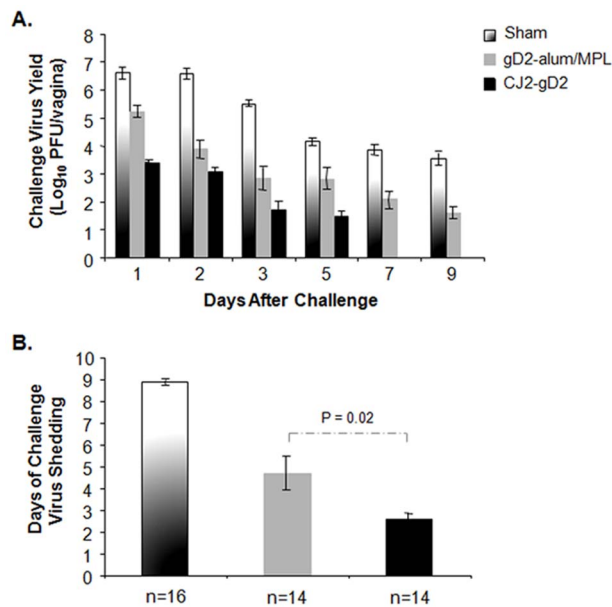 A.
Sham
gD2-alum/MPL
CJ2-gD2
Challenge Virus Yield
(Log₁₀ PFU/vagina)
8
7
6
5
4
3
2
1
0
1 2 3 5 7 9
Days After Challenge
B.
Days of Challenge
Virus Shedding
10
9
8
7
6
5
4
3
2
1
0
P = 0.02
n=16 n=14 n=14